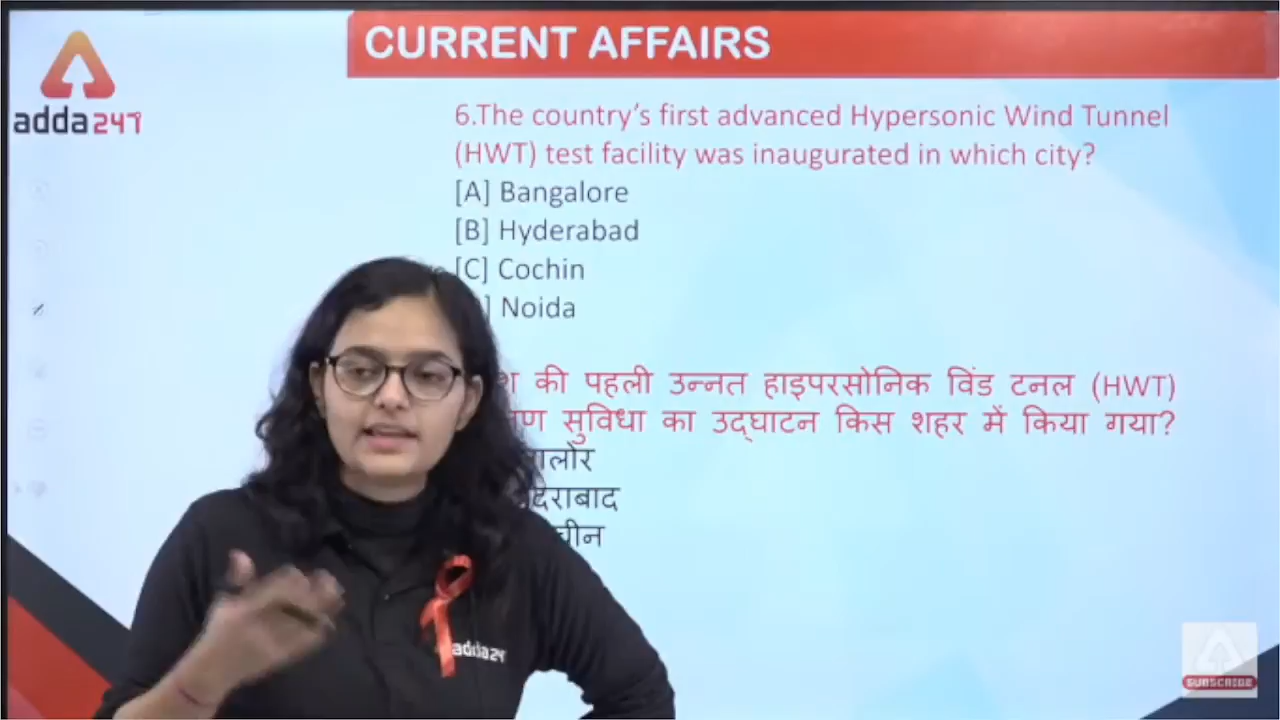 CURRENT AFFAIRS
adda247
6.The country's first advanced Hypersonic Wind Tunnel
(HWT) test facility was inaugurated in which city?
[A] Bangalore
[B] Hyderabad
[C] Cochin
] Noida
की पहली उन्नत हाइपरसोनिक विंड टनल (HWT)
सुविधा का उद्घाटन किस शहर में किया गया?
adda247
SUBSCRIBE